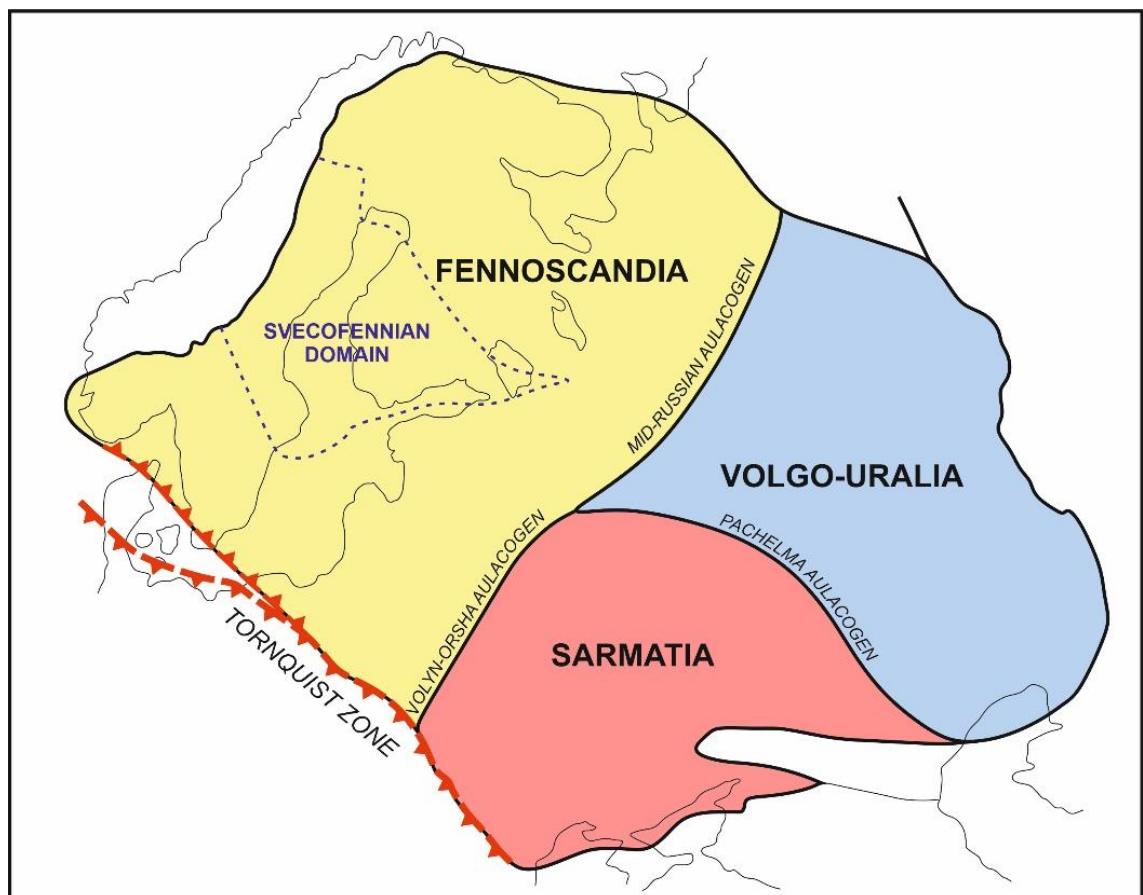 FENNOSCANDIA
SVECOFENNIAN
DOMAIN
MID-RUSSIAN AULACOGEN
VOLGO-URALIA
PACHELMA AULACOGEN
VOLYN-ORSHA AULACOGEN
SARMATIA
TORNQUIST ZONE